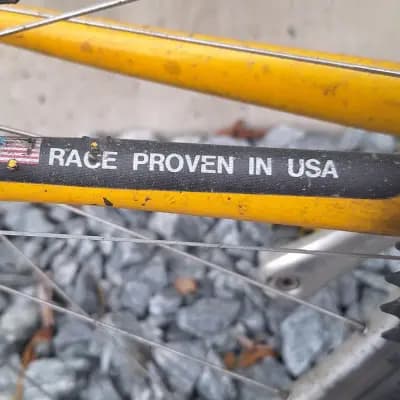 RACE PROVEN IN USA